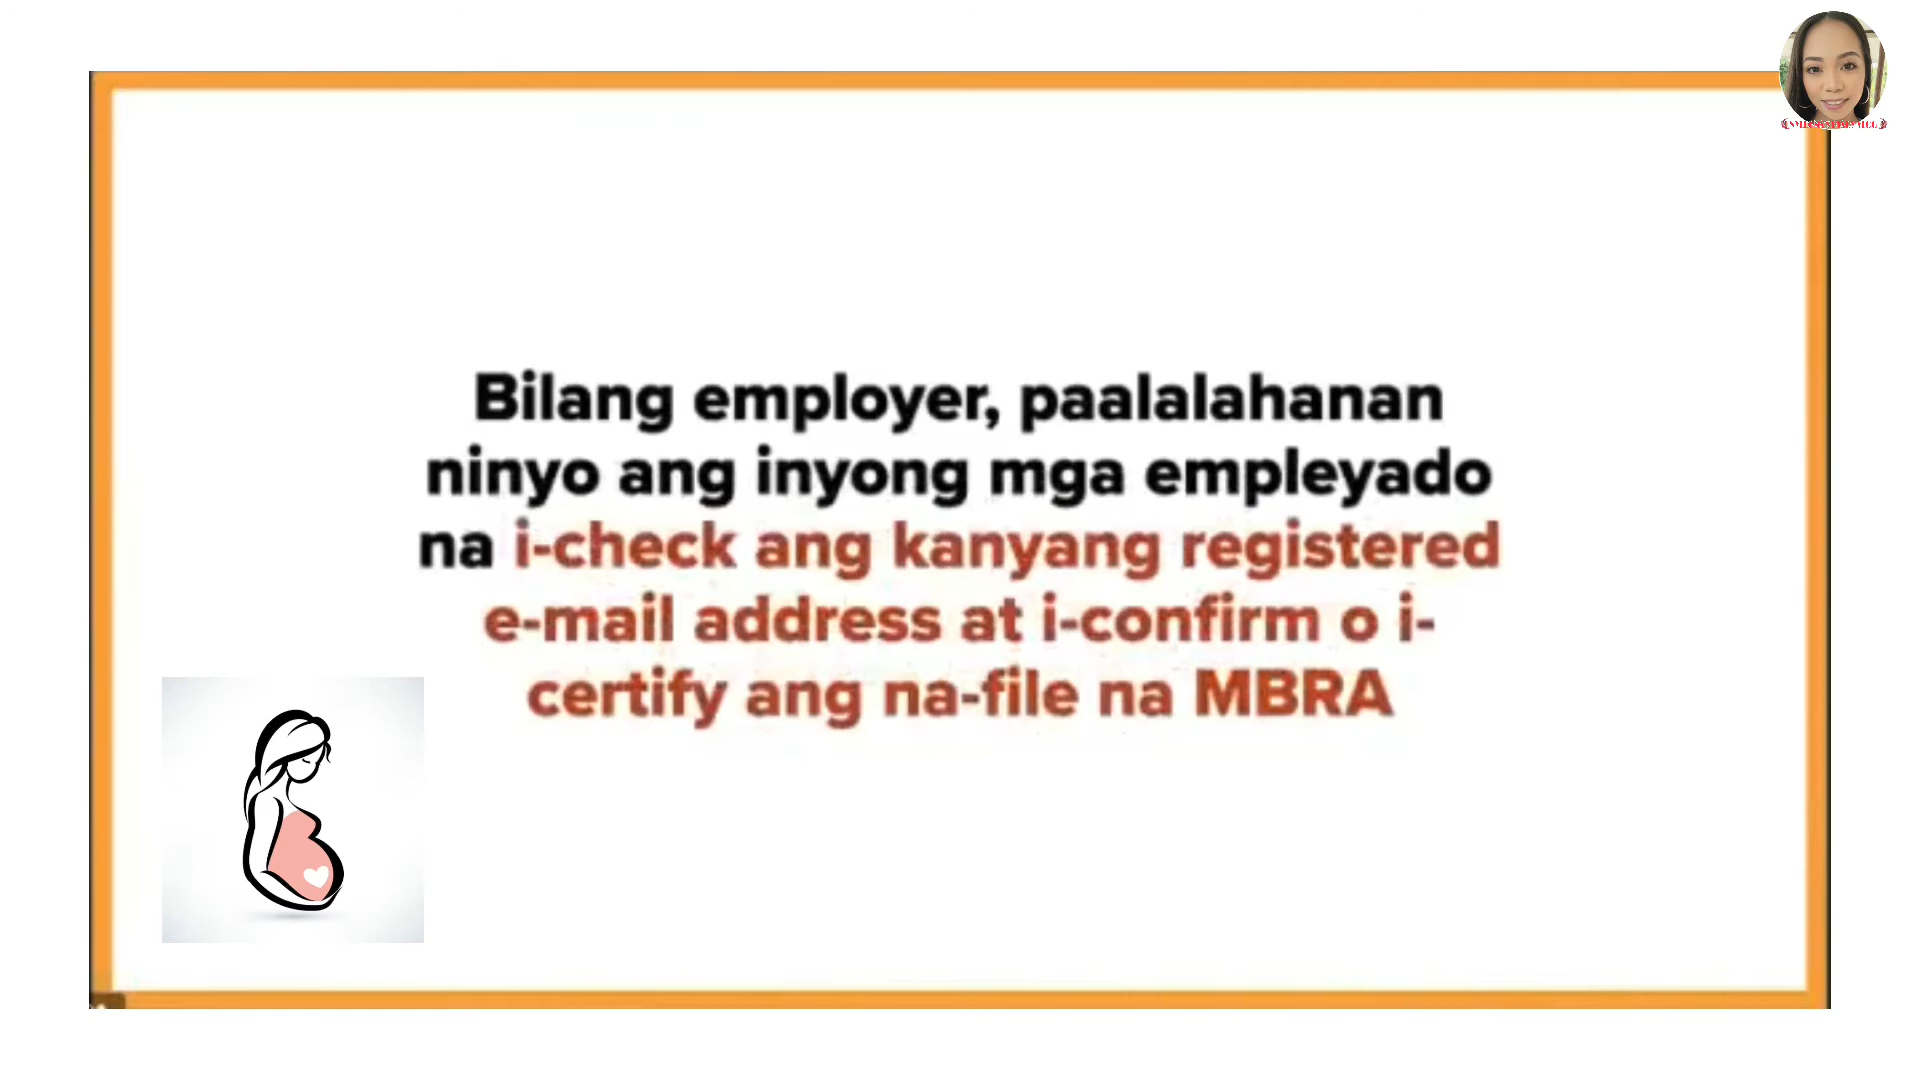 Bilang employer, paalalahanan
ninyo ang inyong mga empleyado
na i-check ang kanyang registered
e-mail address at i-confirm o i-
certify ang na-file na MBRA